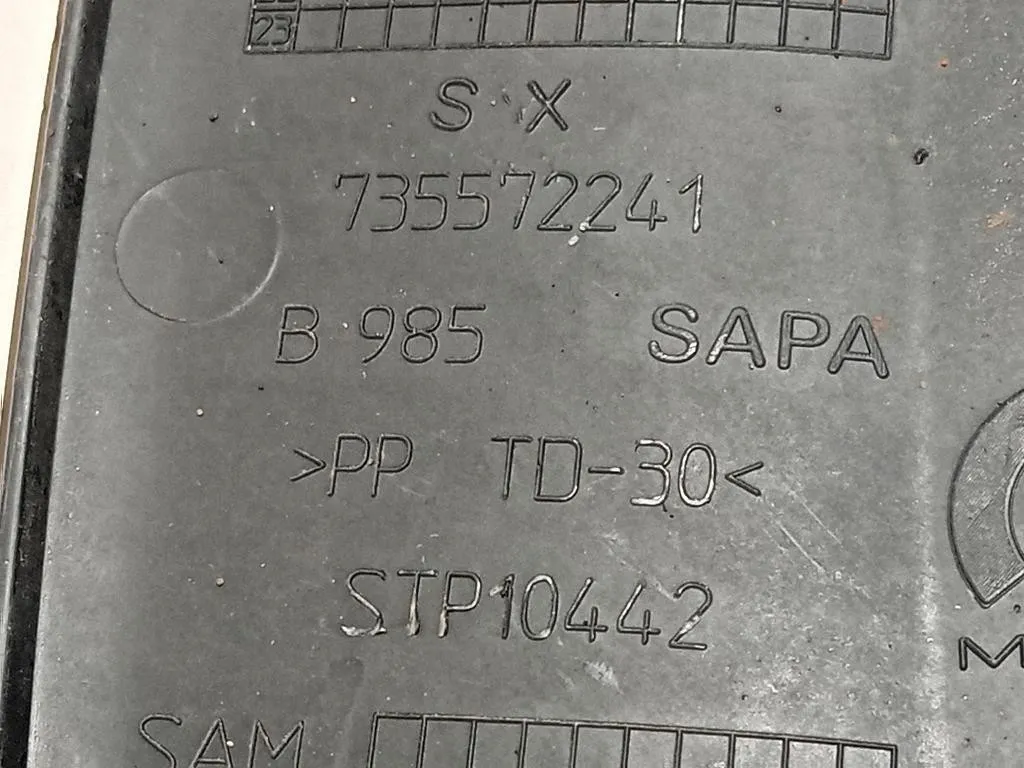 23
S X
735572241
B 985 SAPA
>PP TD-30<
STP10442
M
SAM